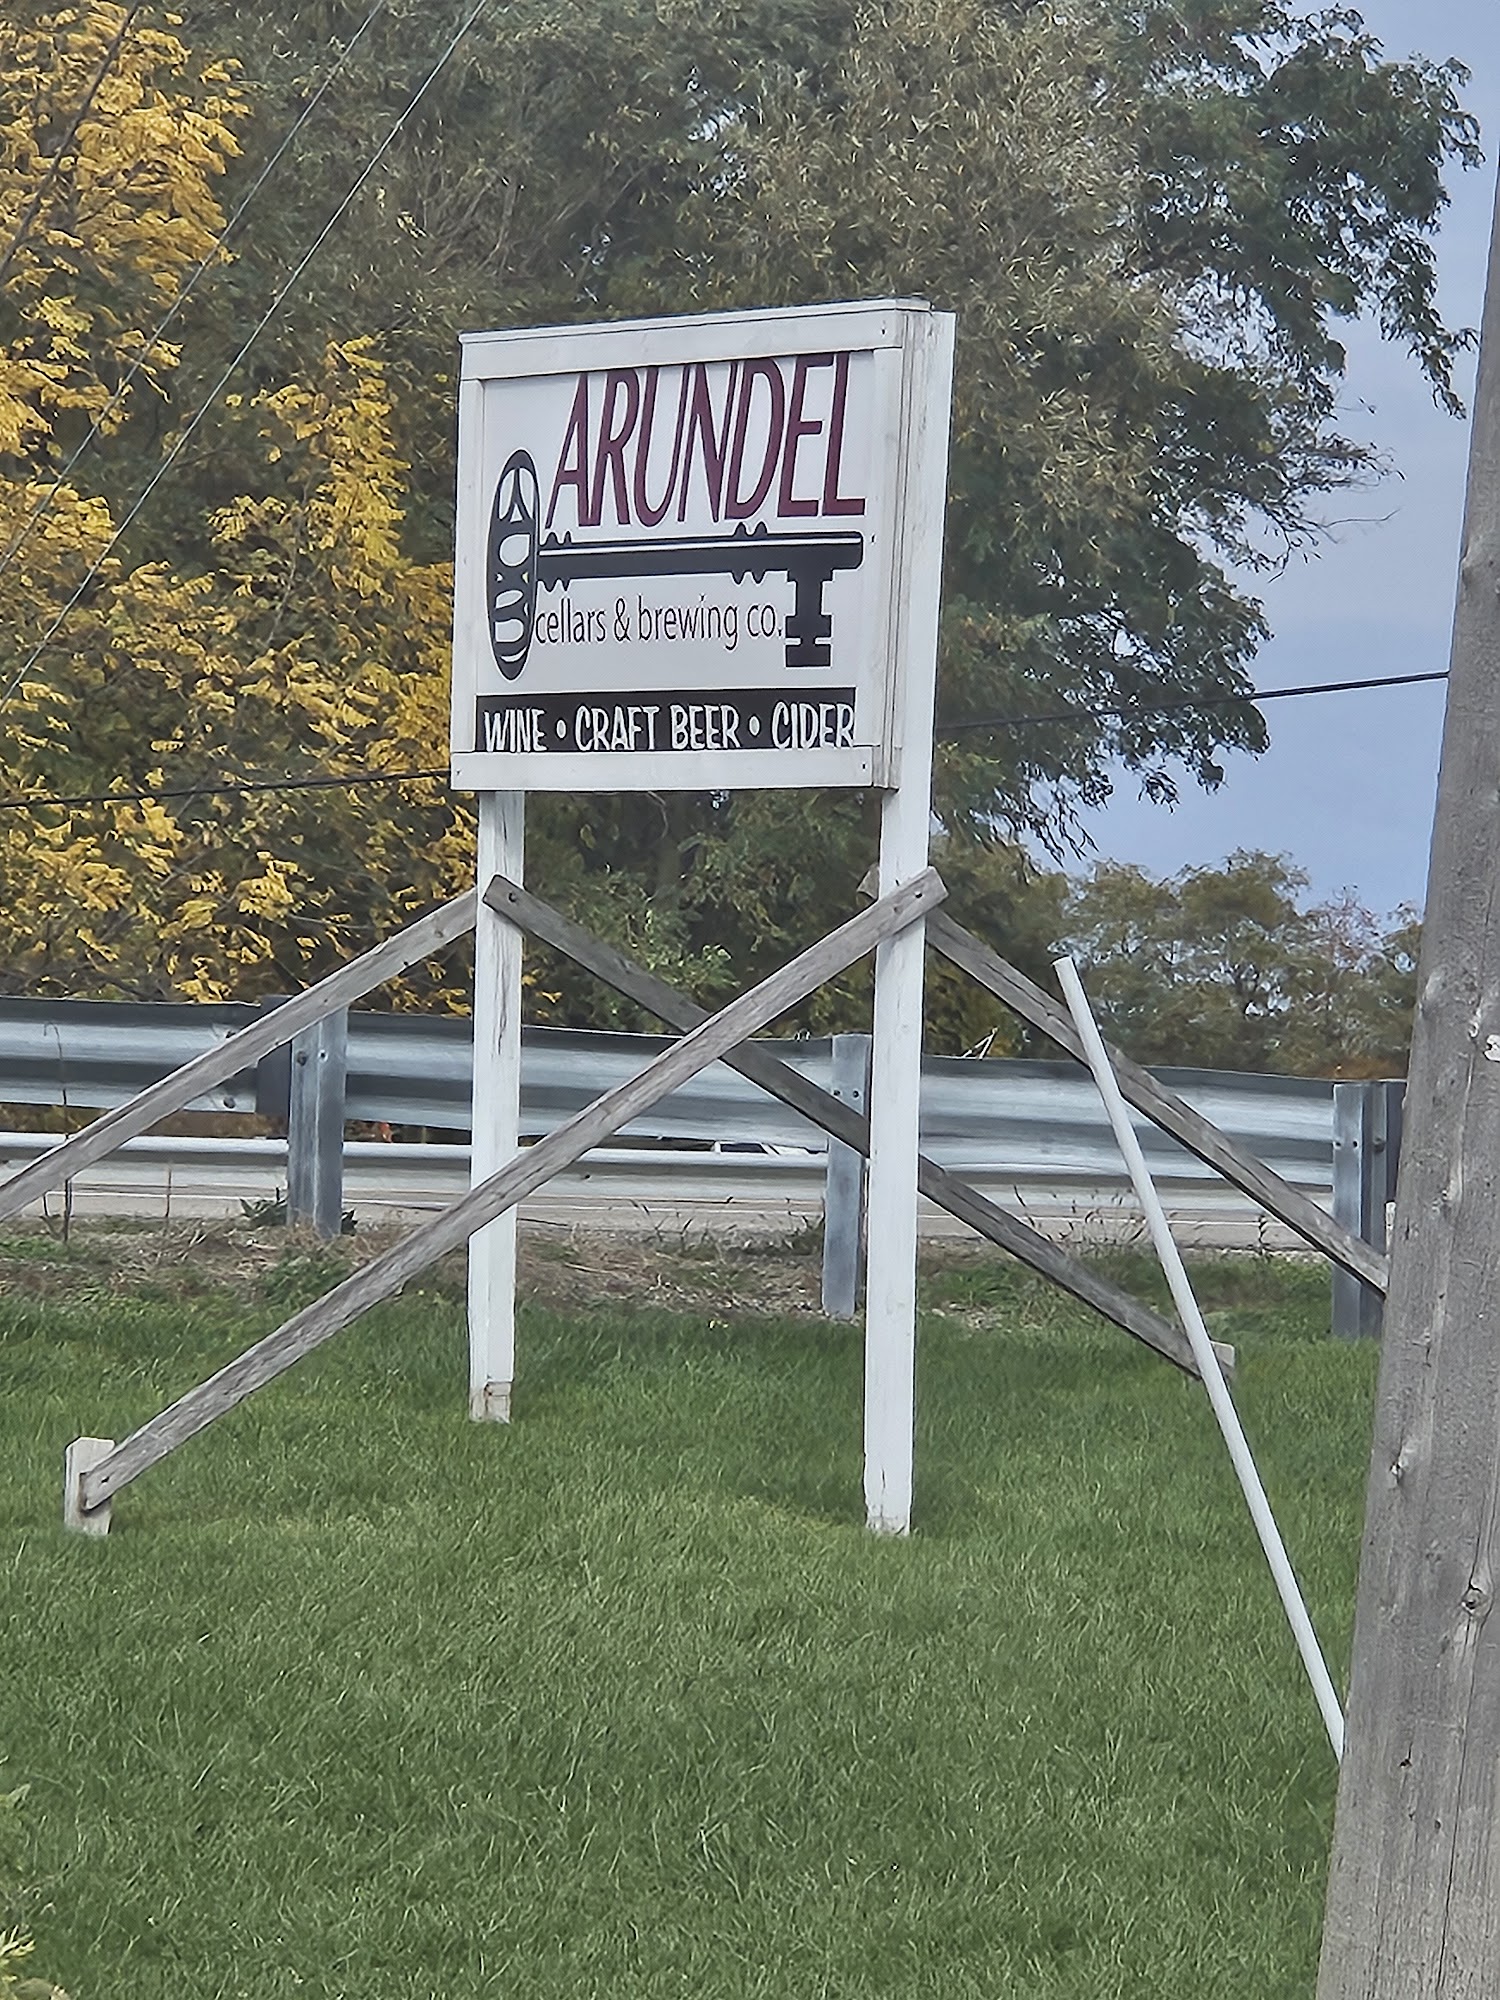 ARUNDEL
cellars & brewing co.
WINE • CRAFT BEER • CIDER